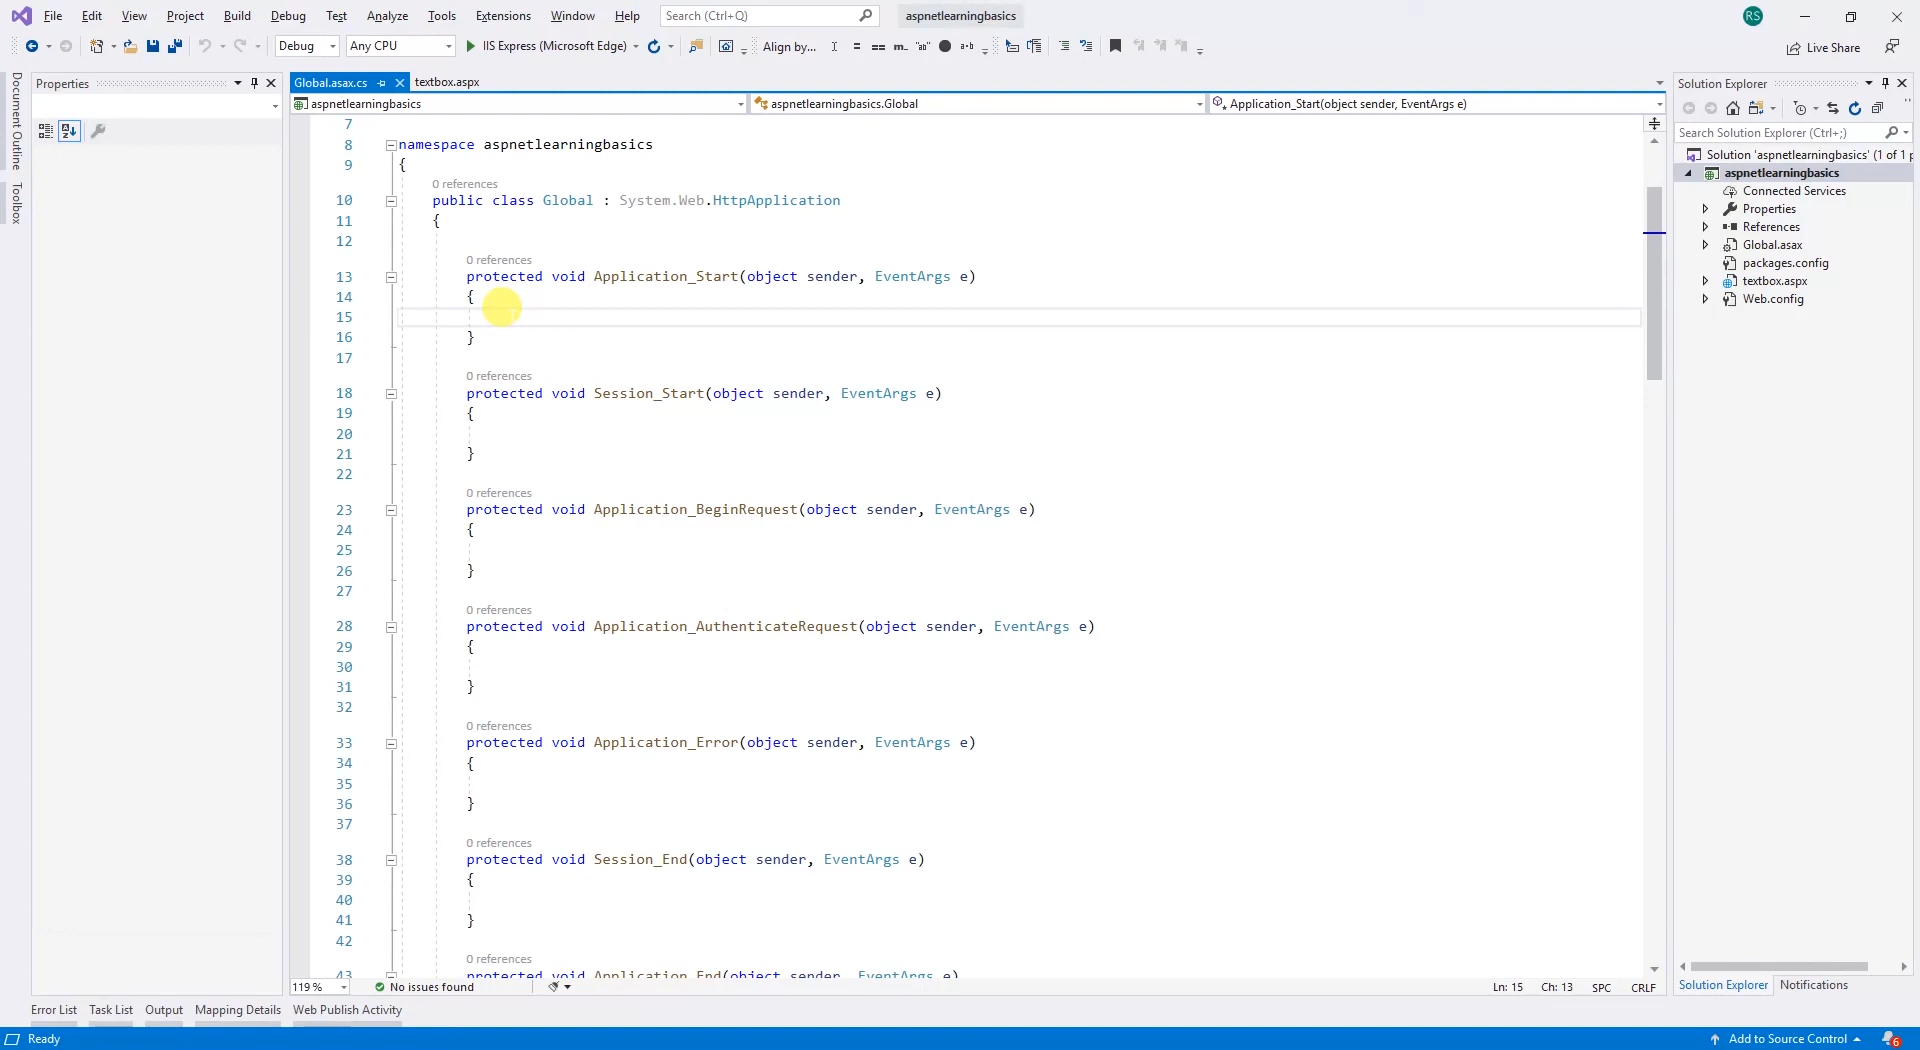 File Edit View Project Build Debug Test Analyze Tools Extensions Window Help Search (Ctrl+Q) aspnetlearningbasics RS
Debug Any CPU IIS Express (Microsoft Edge) Align by... Live Share
Document Outline
Toolbox
Properties
Global.asax.cs textbox.aspx
aspnetlearningbasics aspnetlearningbasics.Global Application_Start(object sender, EventArgs e)
7
8 namespace aspnetlearningbasics
9 {
0 references
10 public class Global : System.Web.HttpApplication
11 {
12
0 references
13 protected void Application_Start(object sender, EventArgs e)
14 {
15
16 }
17
0 references
18 protected void Session_Start(object sender, EventArgs e)
19 {
20
21 }
22
0 references
23 protected void Application_BeginRequest(object sender, EventArgs e)
24 {
25
26 }
27
0 references
28 protected void Application_AuthenticateRequest(object sender, EventArgs e)
29 {
30
31 }
32
0 references
33 protected void Application_Error(object sender, EventArgs e)
34 {
35
36 }
37
0 references
38 protected void Session_End(object sender, EventArgs e)
39 {
40
41 }
42
0 references
43 protected void Application_End(object sender, EventArgs e)
119 % No issues found Ln: 15 Ch: 13 SPC CRLF
Solution Explorer
Search Solution Explorer (Ctrl+;)
Solution 'aspnetlearningbasics' (1 of 1 p
aspnetlearningbasics
Connected Services
Properties
References
Global.asax
packages.config
textbox.aspx
Web.config
Solution Explorer Notifications
Error List Task List Output Mapping Details Web Publish Activity
Ready Add to Source Control 6